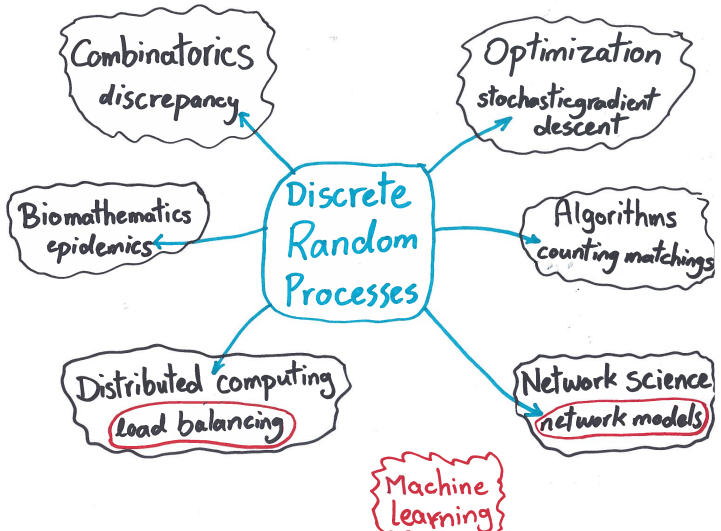 Combinatorics
discrepancy
Optimization
stochastic gradient
descent
Discrete
Random
Processes
Biomathematics
epidemics
Algorithms
counting matchings
Distributed computing
load balancing
Network science
network models
Machine
learning